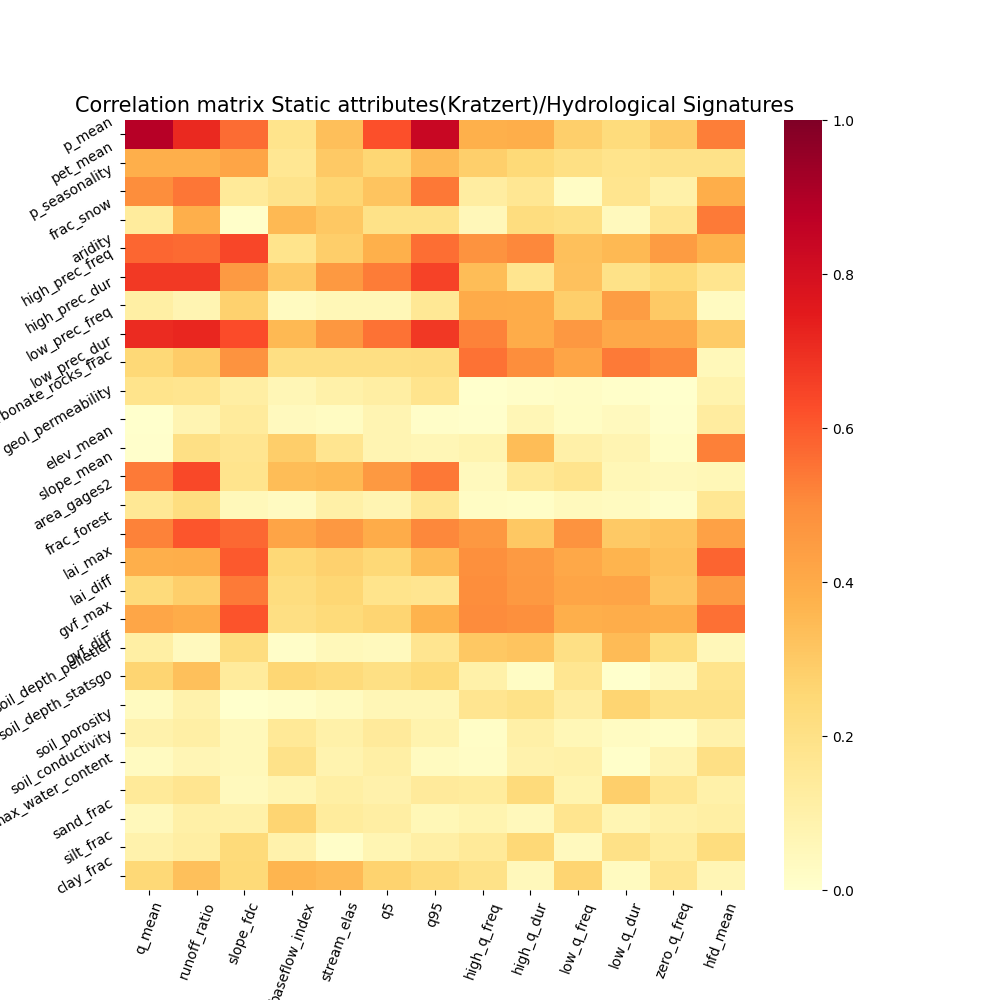 Correlation matrix Static attributes(Kratzert)/Hydrological Signatures
p_mean
pet_mean
p_seasonality
frac_snow
aridity
high_prec_freq
high_prec_dur
low_prec_freq
low_prec_dur
bonate_rocks_frac
geol_permeability
elev_mean
slope_mean
area_gages2
frac_forest
lai_max
lai_diff
gvf_max
gvf_diff
soil_depth_pelletier
soil_depth_statsgo
soil_porosity
soil_conductivity
max_water_content
sand_frac
silt_frac
clay_frac
q_mean
runoff_ratio
slope_fdc
baseflow_index
stream_elas
q5
q95
high_q_freq
high_q_dur
low_q_freq
low_q_dur
zero_q_freq
hfd_mean
1.0
0.8
0.6
0.4
0.2
0.0